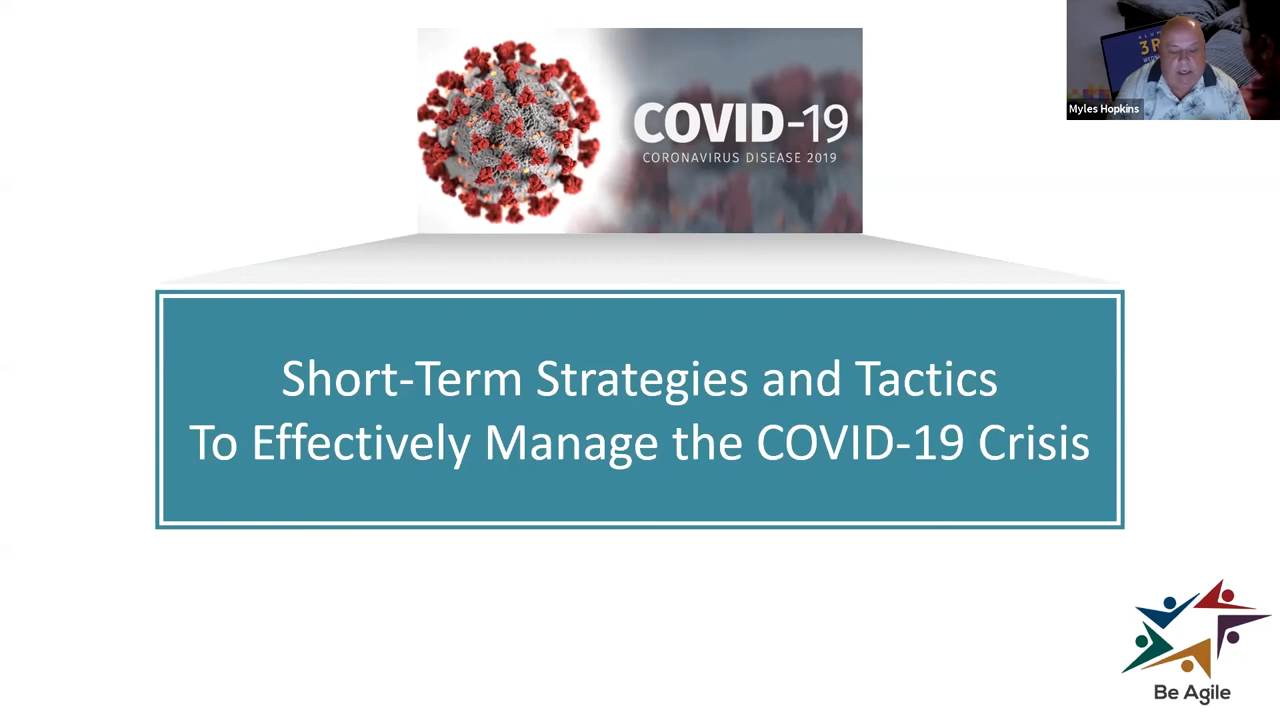 COVID-19
CORONAVIRUS DISEASE 2019
Myles Hopkins
Short-Term Strategies and Tactics
To Effectively Manage the COVID-19 Crisis
Be Agile